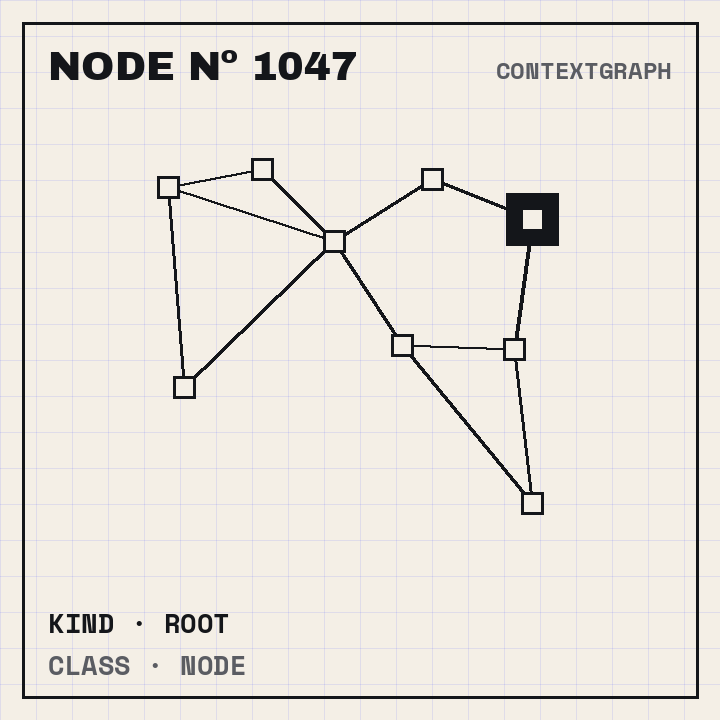 NODE Nº 1047
CONTEXTGRAPH
KIND · ROOT
CLASS · NODE